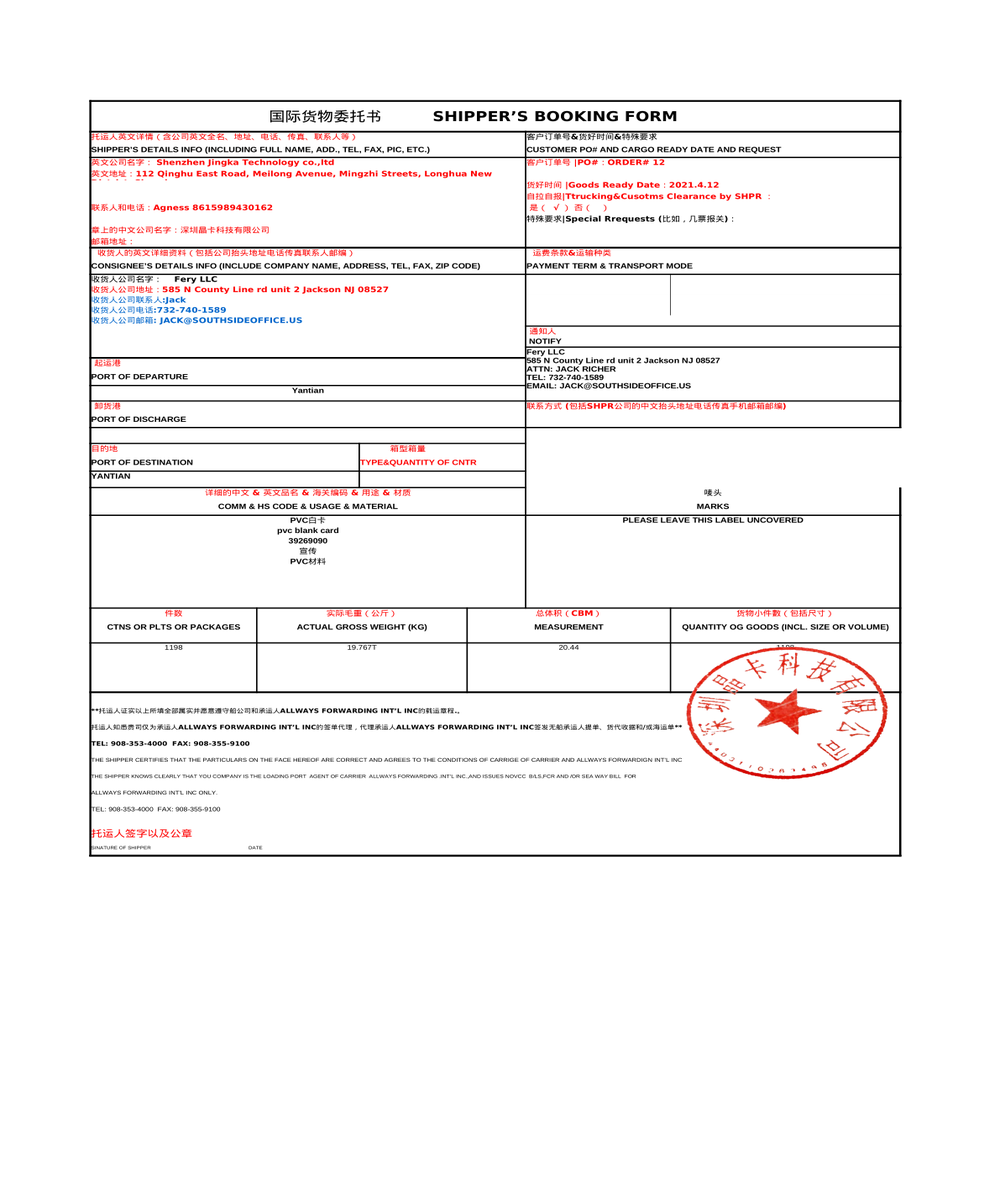 国际货物委托书 SHIPPER'S BOOKING FORM
托运人英文详情（含公司英文全名、地址、电话、传真、联系人等）
SHIPPER'S DETAILS INFO (INCLUDING FULL NAME, ADD., TEL, FAX, PIC, ETC.)
客户订单号&货好时间&特殊要求
CUSTOMER PO# AND CARGO READY DATE AND REQUEST
英文公司名字： Shenzhen Jingka Technology co.,ltd
英文地址：112 Qinghu East Road, Meilong Avenue, Mingzhi Streets, Longhua New
联系人和电话：Agness 8615989430162
章上的中文公司名字：深圳晶卡科技有限公司
邮箱地址：
客户订单号 |PO#：ORDER# 12
货好时间 |Goods Ready Date：2021.4.12
自拉自报|Ttrucking&Cusotms Clearance by SHPR ：
是（ √ ）否（ ）
特殊要求|Special Rrequests (比如，几票报关)：
收货人的英文详细资料（包括公司抬头地址电话传真联系人邮编）
CONSIGNEE'S DETAILS INFO (INCLUDE COMPANY NAME, ADDRESS, TEL, FAX, ZIP CODE)
运费条款&运输种类
PAYMENT TERM & TRANSPORT MODE
收货人公司名字： Fery LLC
收货人公司地址：585 N County Line rd unit 2 Jackson NJ 08527
收货人公司联系人:Jack
收货人公司电话:732-740-1589
收货人公司邮箱: JACK@SOUTHSIDEOFFICE.US
通知人
NOTIFY
Fery LLC
585 N County Line rd unit 2 Jackson NJ 08527
ATTN: JACK RICHER
TEL: 732-740-1589
EMAIL: JACK@SOUTHSIDEOFFICE.US
起运港
PORT OF DEPARTURE
Yantian
卸货港
PORT OF DISCHARGE
联系方式 (包括SHPR公司的中文抬头地址电话传真手机邮箱邮编)
目的地
PORT OF DESTINATION
箱型箱量
TYPE&QUANTITY OF CNTR
YANTIAN
详细的中文 & 英文品名 & 海关编码 & 用途 & 材质
COMM & HS CODE & USAGE & MATERIAL
唛头
MARKS
PVC白卡
pvc blank card
39269090
宣传
PVC材料
PLEASE LEAVE THIS LABEL UNCOVERED
件数
CTNS OR PLTS OR PACKAGES
实际毛重（公斤）
ACTUAL GROSS WEIGHT (KG)
总体积（CBM）
MEASUREMENT
货物小件數（包括尺寸）
QUANTITY OG GOODS (INCL. SIZE OR VOLUME)
1198
19.767T
20.44
1198
深圳晶卡科技有限公司
**托运人证实以上所填全部属实并愿意遵守船公司和承运人ALLWAYS FORWARDING INT'L INC的载运章程.,
托运人知悉贵司仅为承运人ALLWAYS FORWARDING INT'L INC的签单代理，代理承运人ALLWAYS FORWARDING INT'L INC签发无船承运人提单、货代收据和/或海运单**
TEL: 908-353-4000 FAX: 908-355-9100
THE SHIPPER CERTIFIES THAT THE PARTICULARS ON THE FACE HEREOF ARE CORRECT AND AGREES TO THE CONDITIONS OF CARRIGE OF CARRIER AND ALLWAYS FORWARDIGN INT'L INC
THE SHIPPER KNOWS CLEARLY THAT YOU COMPANY IS THE LOADING PORT AGENT OF CARRIER ALLWAYS FORWARDING .INT'L INC.AND ISSUES NOVCC B/LS,FCR AND /OR SEA WAY BILL FOR
ALLWAYS FORWARDING INT'L INC ONLY.
TEL: 908-353-4000 FAX: 908-355-9100
托运人签字以及公章
SINATURE OF SHIPPER DATE